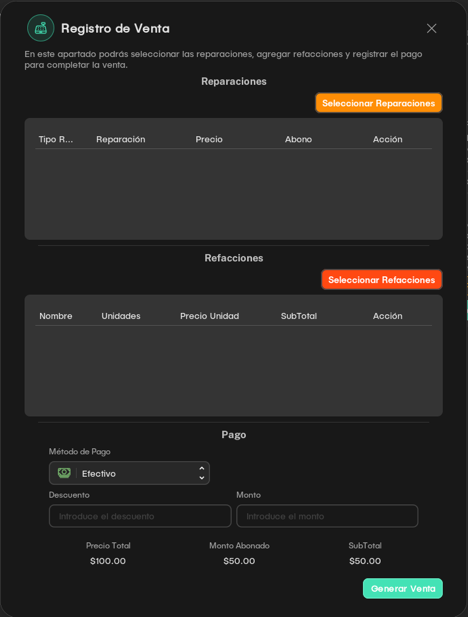 Registro de Venta
En este apartado podrás seleccionar las reparaciones, agregar refacciones y registrar el pago
para completar la venta.
Reparaciones
Seleccionar Reparaciones
Tipo R... Reparación Precio Abono Acción
Refacciones
Seleccionar Refacciones
Nombre Unidades Precio Unidad SubTotal Acción
Pago
Método de Pago
Efectivo
Descuento Monto
Introduce el descuento Introduce el monto
Precio Total Monto Abonado SubTotal
$100.00 $50.00 $50.00
Generar Venta